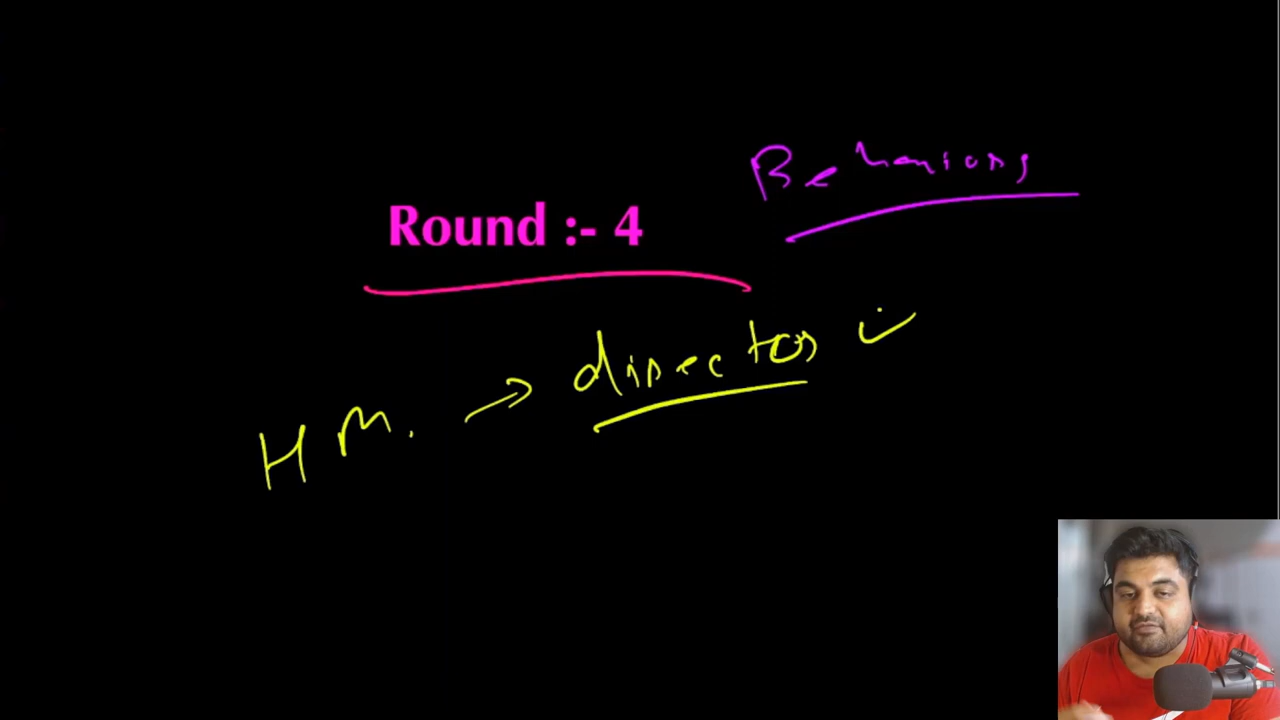 Behaviors
Round :- 4
H M. → director